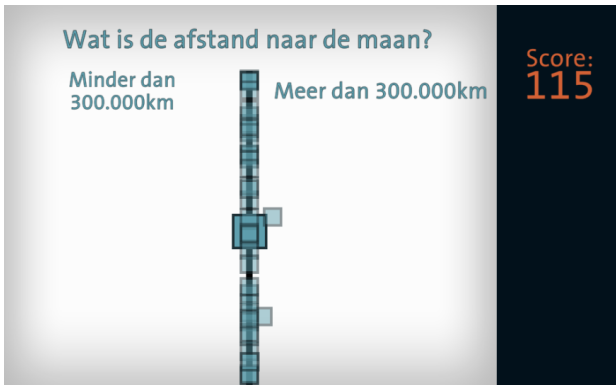 Wat is de afstand naar de maan?
Minder dan
300.000km
Meer dan 300.000km
Score:
115